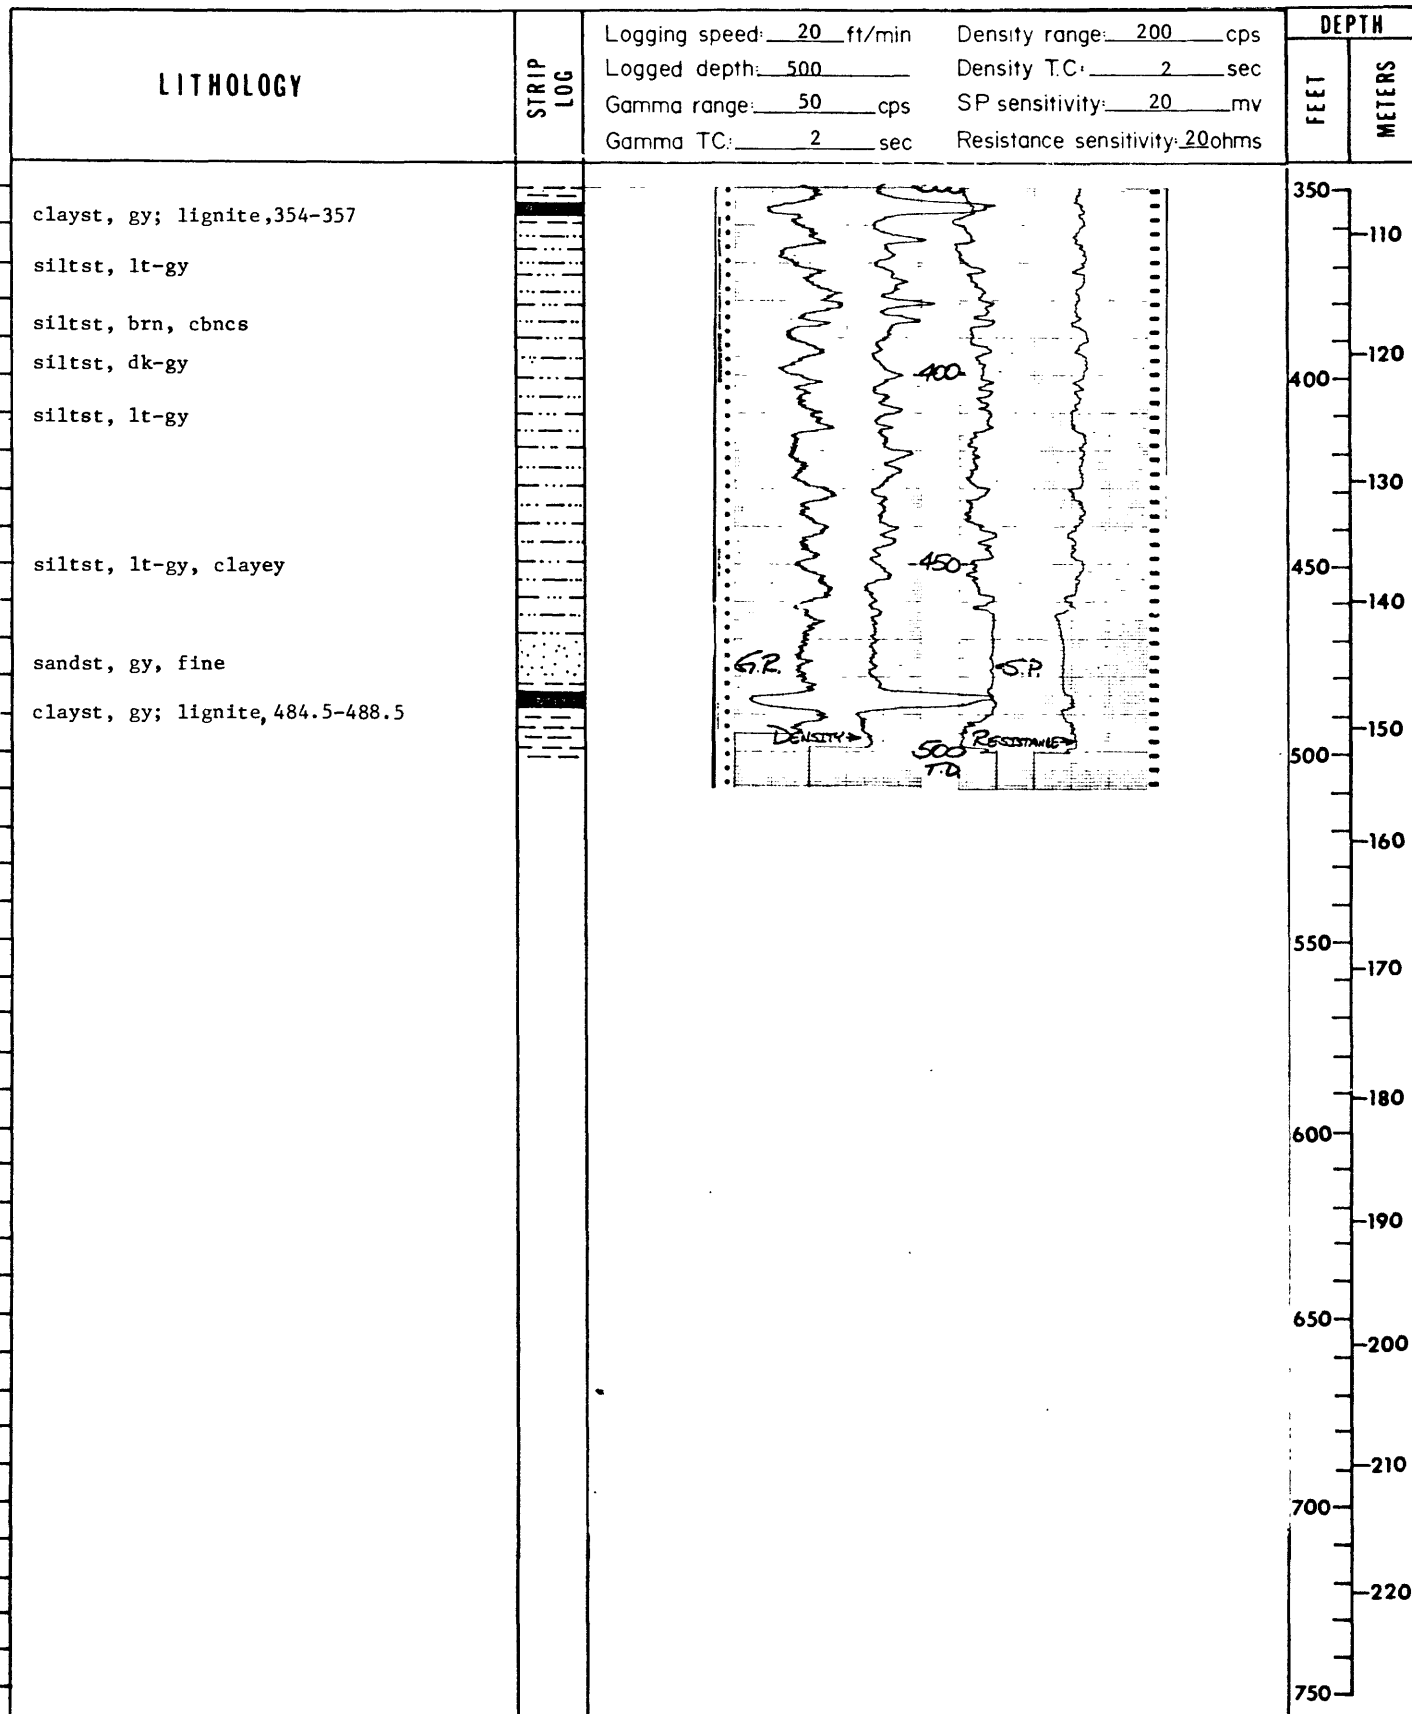 LITHOLOGY
STRIP LOG
Logging speed: 20 ft/min
Logged depth: 500
Gamma range: 50 cps
Gamma TC.: 2 sec
Density range: 200 cps
Density T.C. 2 sec
SP sensitivity: 20 mv
Resistance sensitivity: 20 ohms
DEPTH
FEET
METERS
clayst, gy; lignite, 354-357
siltst, lt-gy
siltst, brn, cbncs
siltst, dk-gy
siltst, lt-gy
siltst, lt-gy, clayey
sandst, gy, fine
clayst, gy; lignite, 484.5-488.5
400
450
G.R.
S.P.
DENSITY
500
RESISTANCE
T.D.
350
110
120
400
130
450
140
150
500
160
550
170
180
600
190
650
200
210
700
220
750